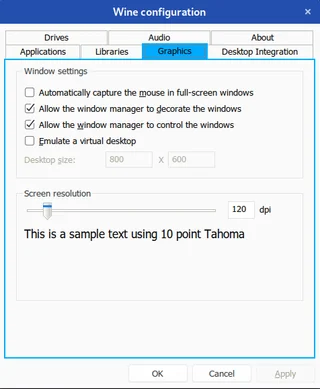 Wine configuration
Drives Audio About
Applications Libraries Graphics Desktop Integration
Window settings
Automatically capture the mouse in full-screen windows
Allow the window manager to decorate the windows
Allow the window manager to control the windows
Emulate a virtual desktop
Desktop size: 800 X 600
Screen resolution
120 dpi
This is a sample text using 10 point Tahoma
OK Cancel Apply